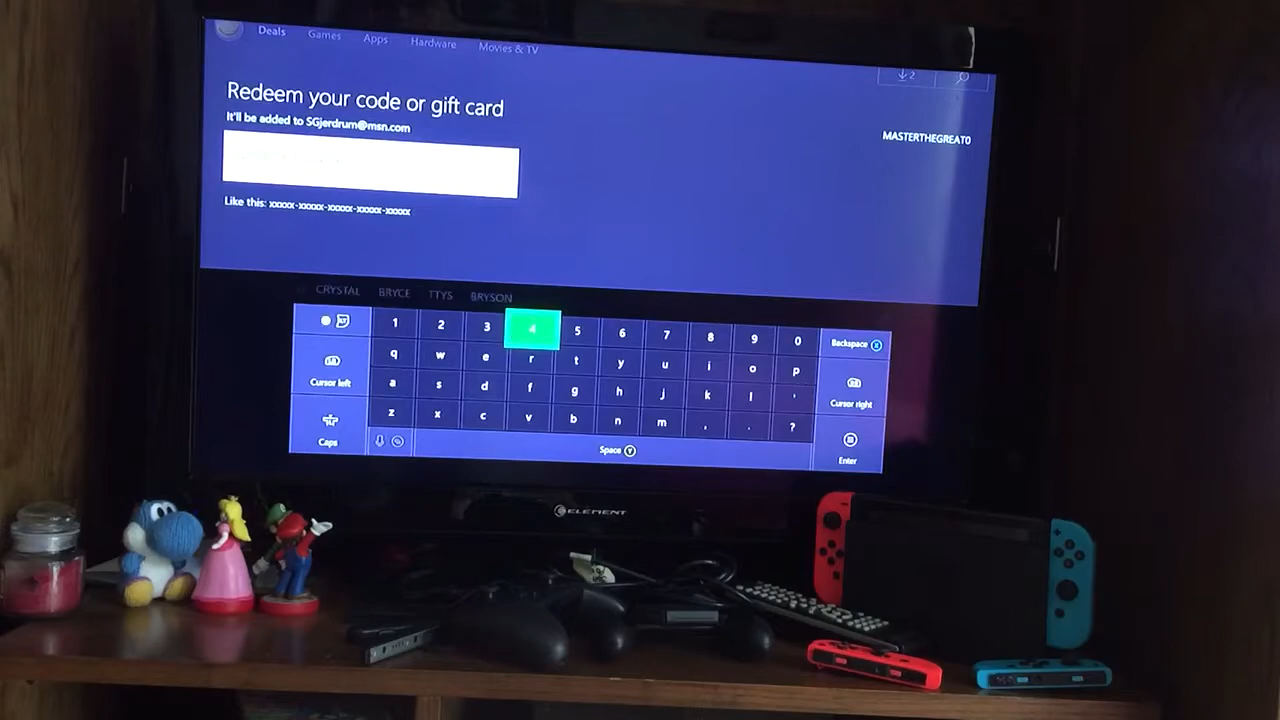 Deals Games Apps Hardware Movies & TV
2
Redeem your code or gift card
It'll be added to SGjerdrum@msn.com
MASTERTHEGREAT0
Like this: xxxxx-xxxxx-xxxxx-xxxxx-xxxxx
CRYSTAL BRYCE TTYS BRYSON
1 2 3 4 5 6 7 8 9 0 Backspace X
q w e r t y u i o p
Cursor left a s d f g h j k l ' Cursor right
z x c v b n m , . ?
Caps Space Y Enter
ELEMENT